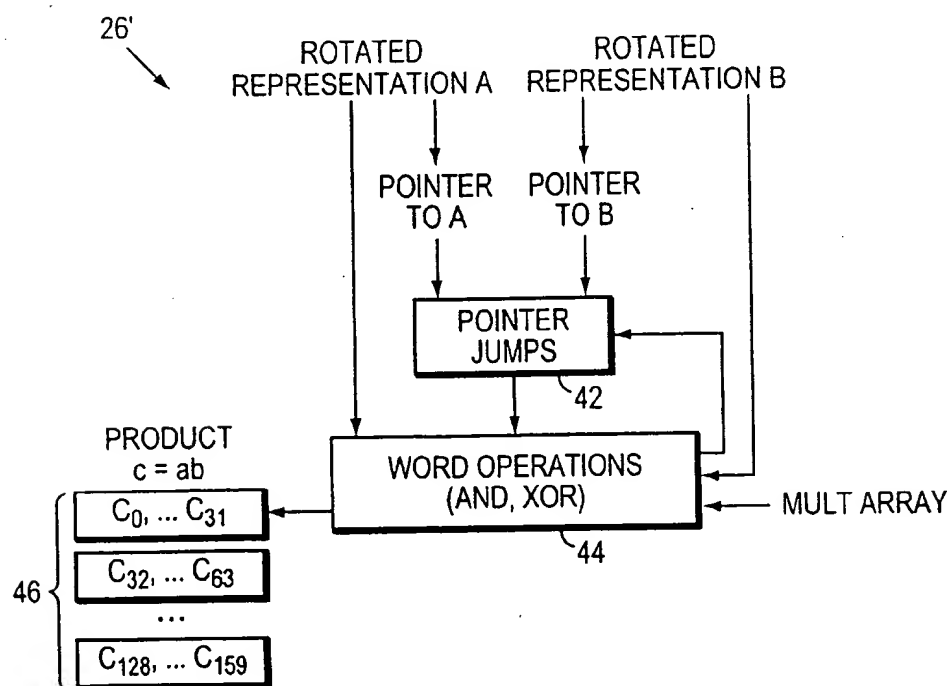 26'
ROTATED
REPRESENTATION A
ROTATED
REPRESENTATION B
POINTER
TO A
POINTER
TO B
POINTER
JUMPS
42
PRODUCT
c = ab
WORD OPERATIONS
(AND, XOR)
MULT ARRAY
44
46
C0, ... C31
C32, ... C63
...
C128, ... C159